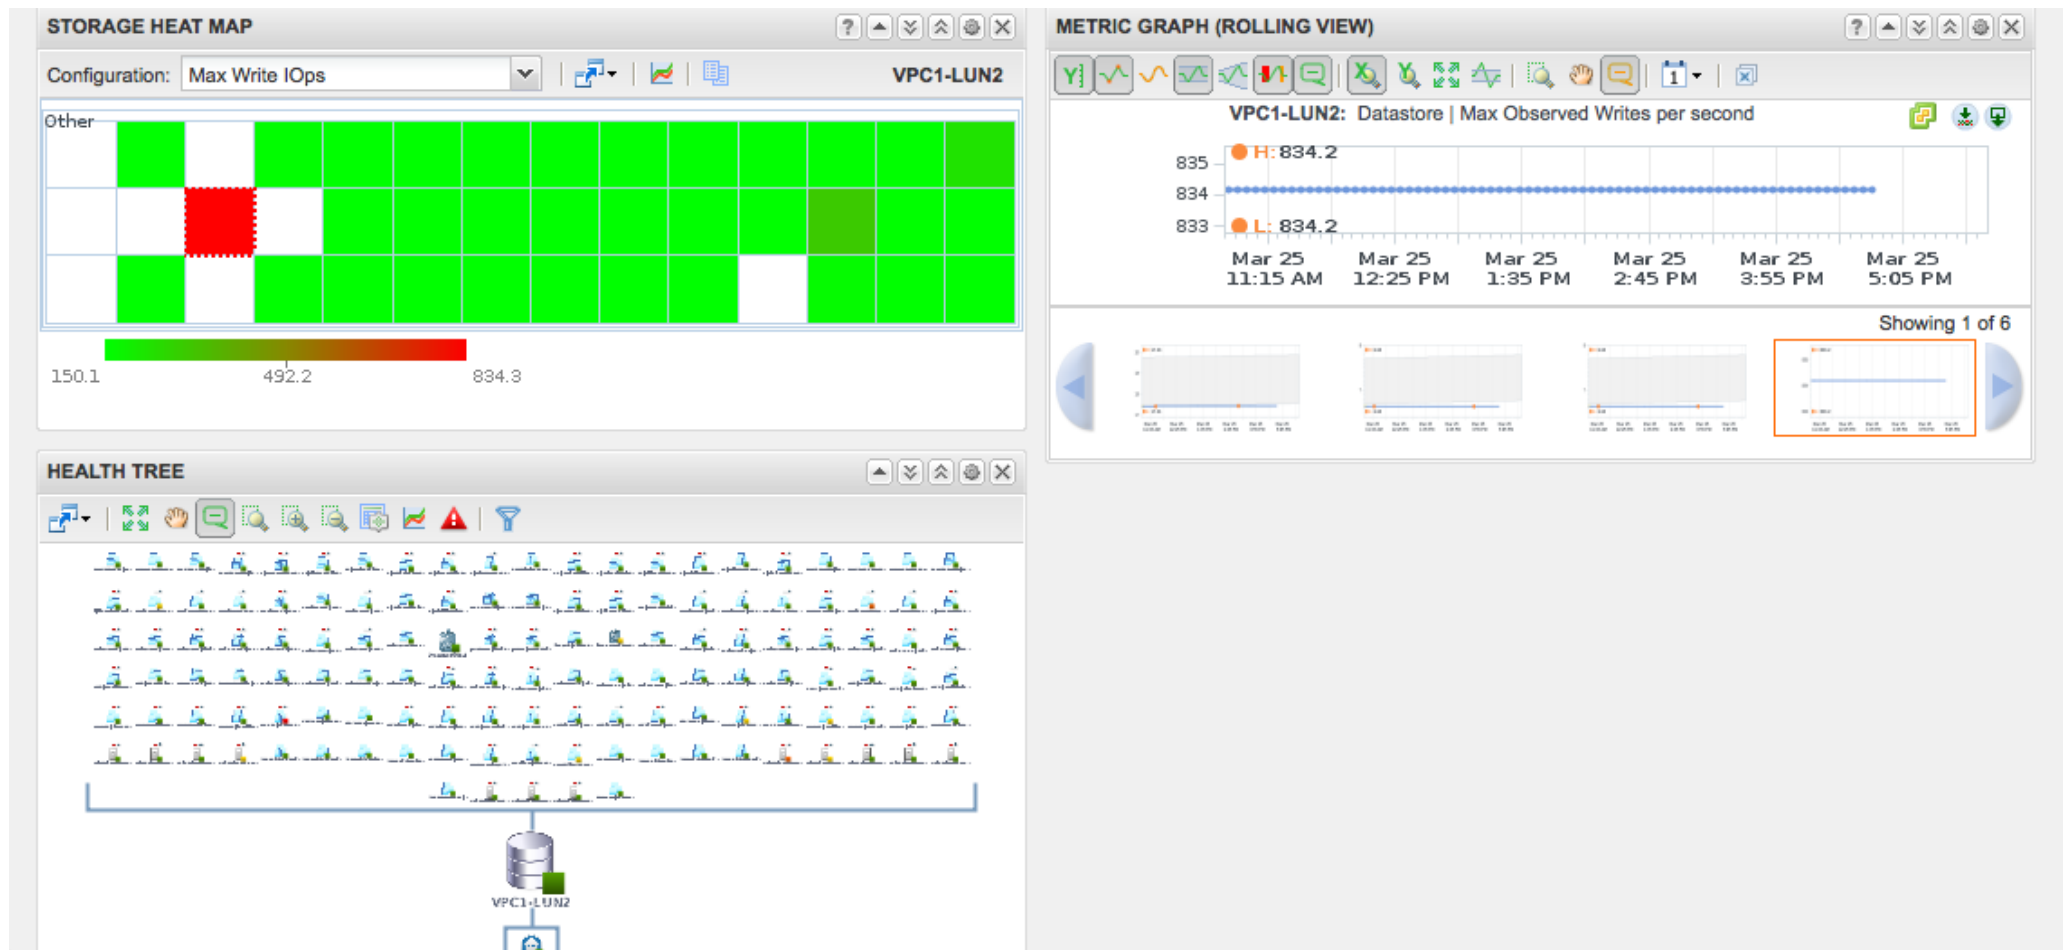 STORAGE HEAT MAP
Configuration: Max Write IOps
VPC1-LUN2
Other
150.1 492.2 834.3
METRIC GRAPH (ROLLING VIEW)
VPC1-LUN2: Datastore | Max Observed Writes per second
H: 834.2
835
834
833
L: 834.2
Mar 25 Mar 25 Mar 25 Mar 25 Mar 25 Mar 25
11:15 AM 12:25 PM 1:35 PM 2:45 PM 3:55 PM 5:05 PM
Showing 1 of 6
HEALTH TREE
VPC1-LUN2